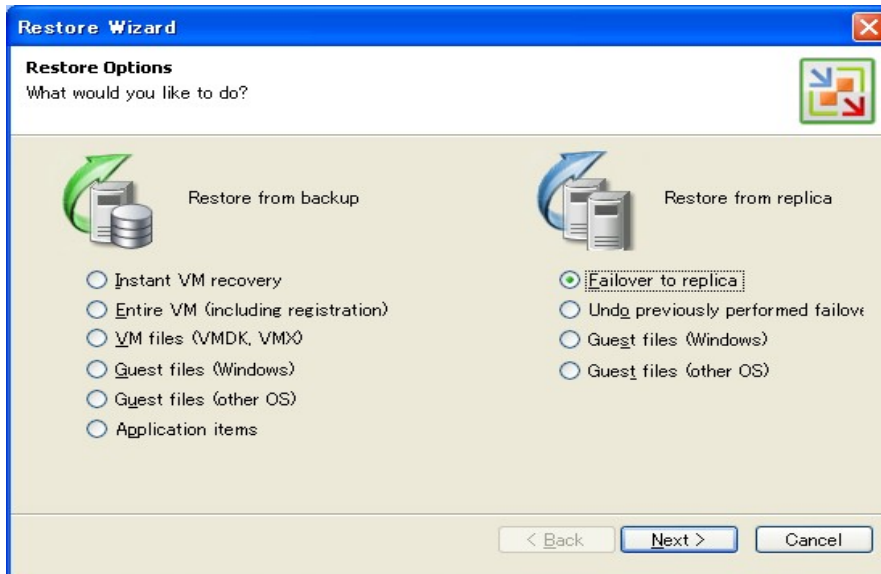 Restore Wizard
Restore Options
What would you like to do?
Restore from backup
Instant VM recovery
Entire VM (including registration)
VM files (VMDK, VMX)
Guest files (Windows)
Guest files (other OS)
Application items
Restore from replica
Failover to replica
Undo previously performed failove
Guest files (Windows)
Guest files (other OS)
< Back
Next >
Cancel